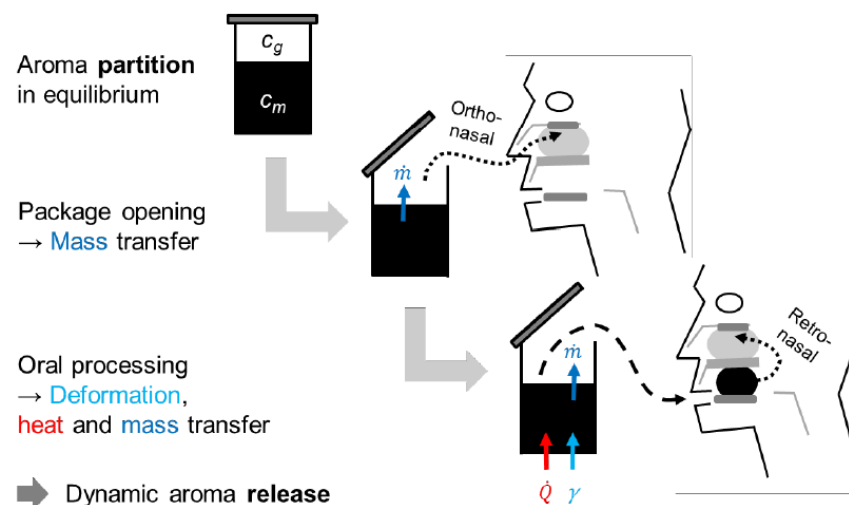 Aroma partition
in equilibrium
c_g
c_m
Ortho-
nasal
ṁ
Package opening
→ Mass transfer
Retro-
nasal
ṁ
Oral processing
→ Deformation,
heat and mass transfer
Q̇ γ
Dynamic aroma release